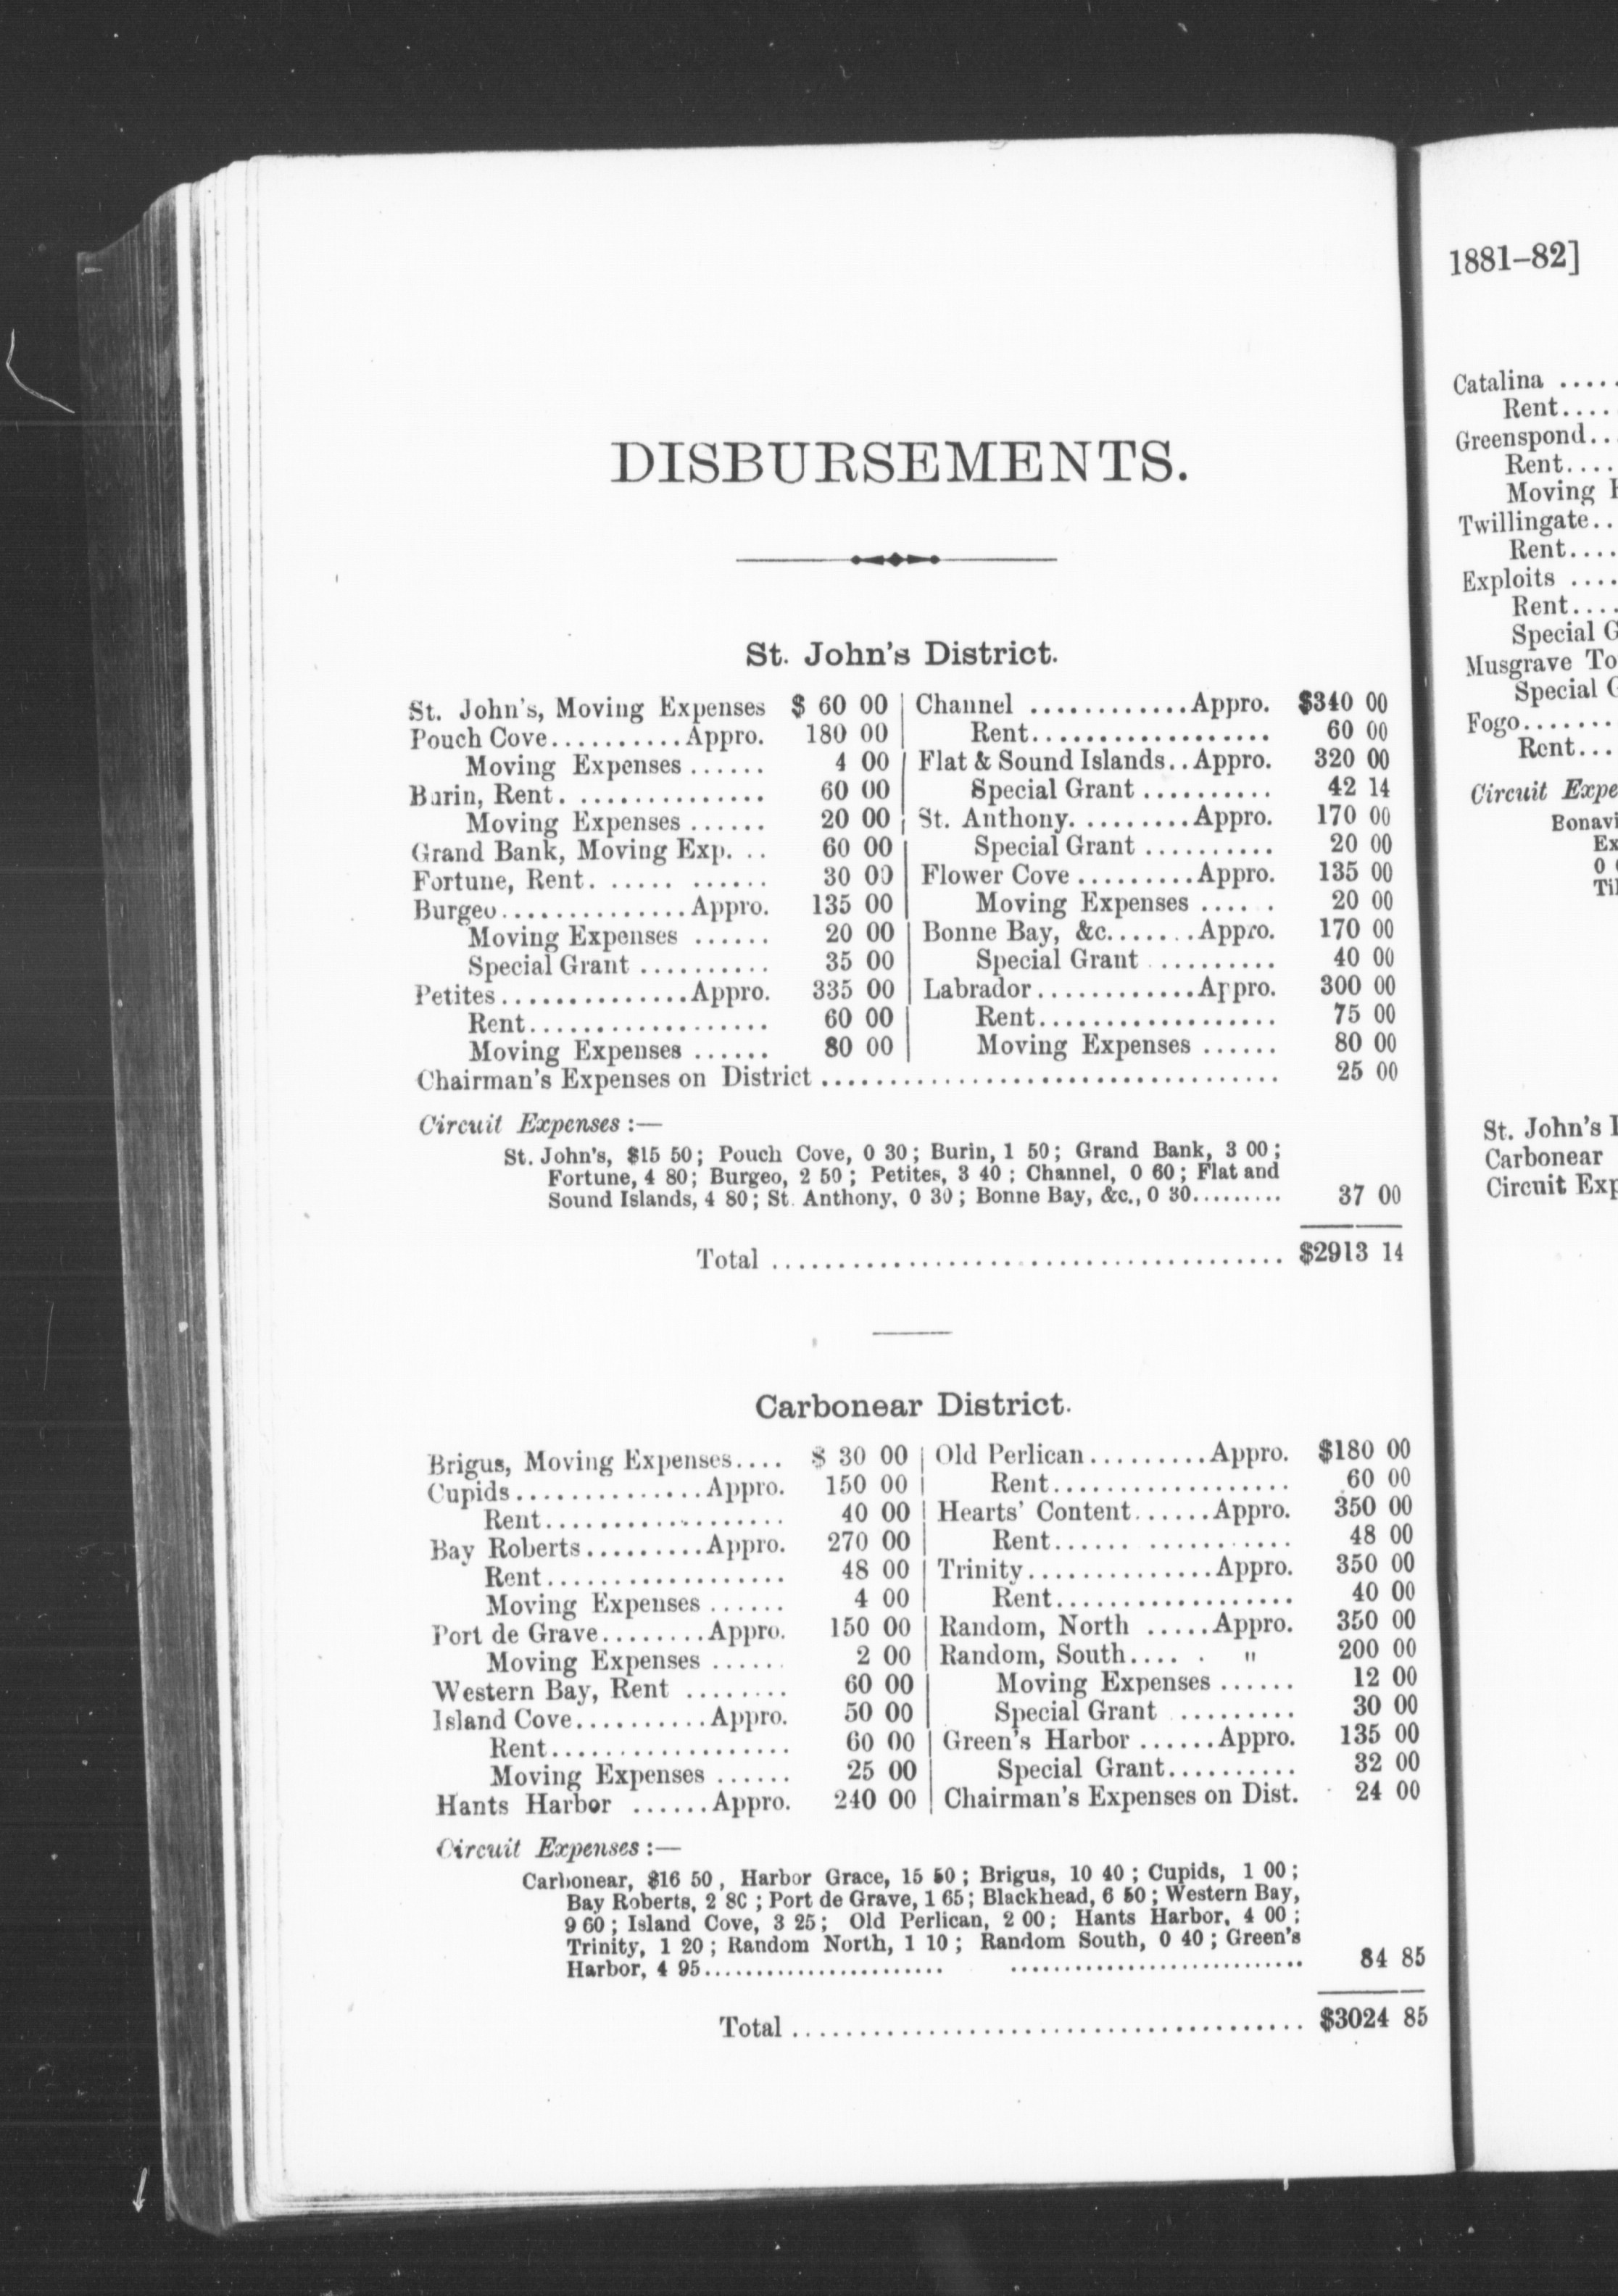 DISBURSEMENTS.
St. John's District.
St. John's, Moving Expenses $ 60 00
Pouch Cove..........Appro. 180 00
Moving Expenses ...... 4 00
Burin, Rent. .............. 60 00
Moving Expenses ...... 20 00
Grand Bank, Moving Exp. ... 60 00
Fortune, Rent. ...... ...... 30 00
Burgeo..............Appro. 135 00
Moving Expenses ...... 20 00
Special Grant .......... 35 00
Petites..............Appro. 335 00
Rent.................. 60 00
Moving Expenses ...... 80 00
Channel ............Appro. $340 00
Rent.................. 60 00
Flat & Sound Islands..Appro. 320 00
Special Grant .......... 42 14
St. Anthony. ........Appro. 170 00
Special Grant .......... 20 00
Flower Cove .........Appro. 135 00
Moving Expenses ..... . 20 00
Bonne Bay, &c.......Appro. 170 00
Special Grant .......... 40 00
Labrador............Appro. 300 00
Rent.................. 75 00
Moving Expenses ...... 80 00
Chairman's Expenses on District .................................. 25 00
Circuit Expenses :—
St. John's, $15 50; Pouch Cove, 0 30; Burin, 1 50; Grand Bank, 3 00;
Fortune, 4 80; Burgeo, 2 50; Petites, 3 40; Channel, 0 60; Flat and
Sound Islands, 4 80; St. Anthony, 0 30; Bonne Bay, &c., 0 30......... 37 00
Total ...................................... $2913 14
Carbonear District.
Brigus, Moving Expenses.... $ 30 00
Cupids..............Appro. 150 00
Rent.................. 40 00
Bay Roberts.........Appro. 270 00
Rent.................. 48 00
Moving Expenses ...... 4 00
Port de Grave........Appro. 150 00
Moving Expenses ...... 2 00
Western Bay, Rent ........ 60 00
Island Cove..........Appro. 50 00
Rent.................. 60 00
Moving Expenses ...... 25 00
Hants Harbor ......Appro. 240 00
Old Perlican.........Appro. $180 00
Rent.................. 60 00
Hearts' Content......Appro. 350 00
Rent...... ........... 48 00
Trinity..............Appro. 350 00
Rent.................. 40 00
Random, North .....Appro. 350 00
Random, South.... . " 200 00
Moving Expenses ...... 12 00
Special Grant ......... 30 00
Green's Harbor ......Appro. 135 00
Special Grant.......... 32 00
Chairman's Expenses on Dist. 24 00
Circuit Expenses :—
Carbonear, $16 50, Harbor Grace, 15 50; Brigus, 10 40; Cupids, 1 00;
Bay Roberts, 2 80; Port de Grave, 1 65; Blackhead, 6 50; Western Bay,
9 60; Island Cove, 3 25; Old Perlican, 2 00; Hants Harbor, 4 00;
Trinity, 1 20; Random North, 1 10; Random South, 0 40; Green's
Harbor, 4 95....................... ............................ 84 85
Total ...................................... $3024 85
1881–82]
Catalina .....
Rent....
Greenspond...
Rent....
Moving
Twillingate..
Rent....
Exploits ....
Rent....
Special G
Musgrave To
Special G
Fogo.......
Rent...
Circuit Expe
Bonavi
Ex
0
Til
St. John's
Carbonear
Circuit Exp